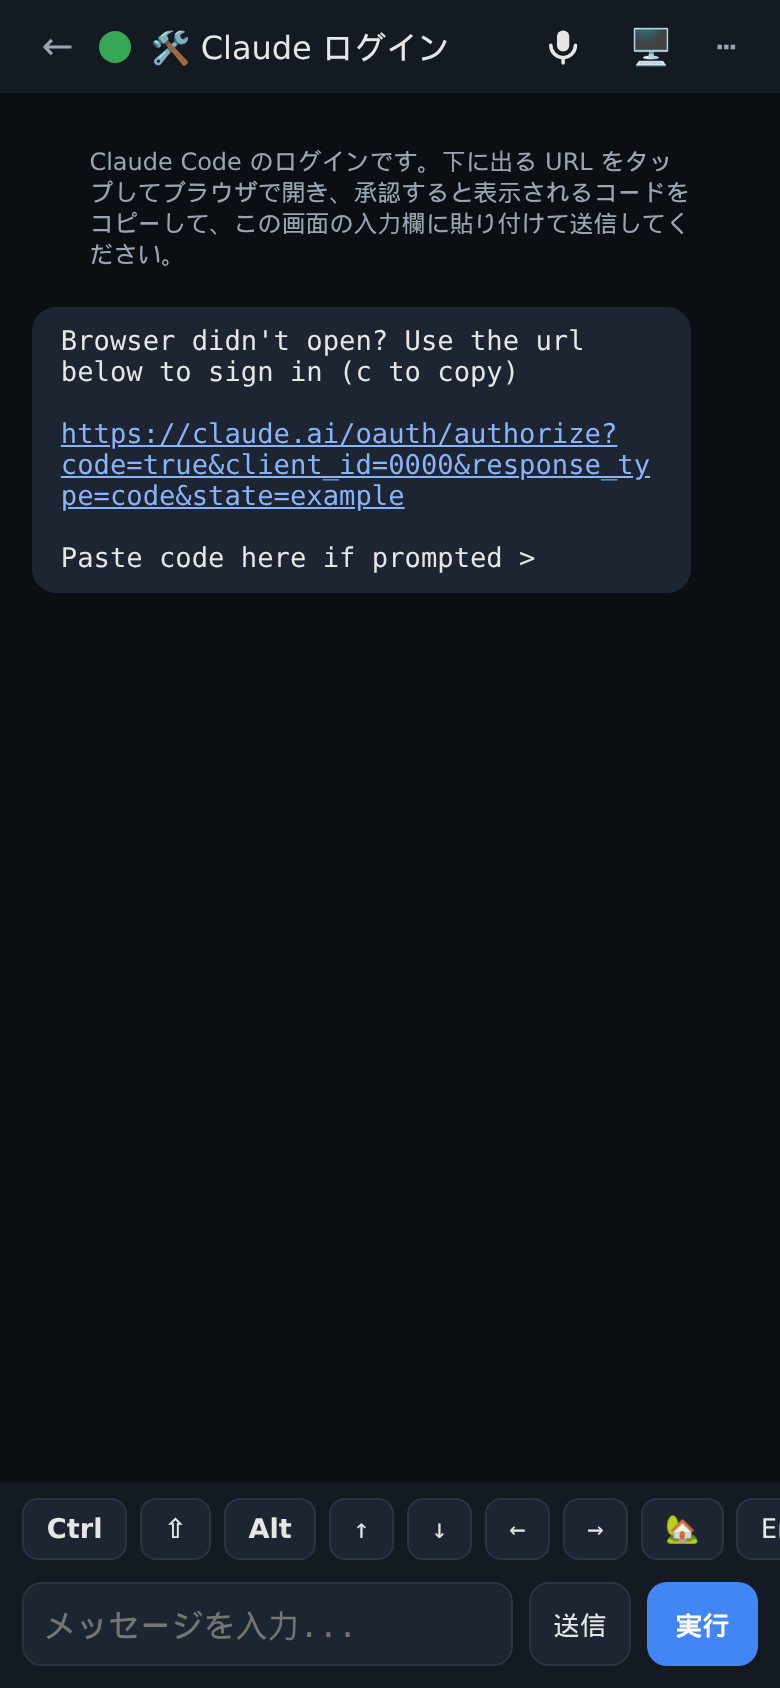 ← 🛠️ Claude ログイン 🖥️ ⋯
Claude Code のログインです。下に出る URL をタッ
プしてブラウザで開き、承認すると表示されるコードを
コピーして、この画面の入力欄に貼り付けて送信してく
ださい。
Browser didn't open? Use the url
below to sign in (c to copy)
https://claude.ai/oauth/authorize?
code=true&client_id=0000&response_ty
pe=code&state=example
Paste code here if prompted >
Ctrl ⇧ Alt ↑ ↓ ← → 🏡
メッセージを入力... 送信 実行